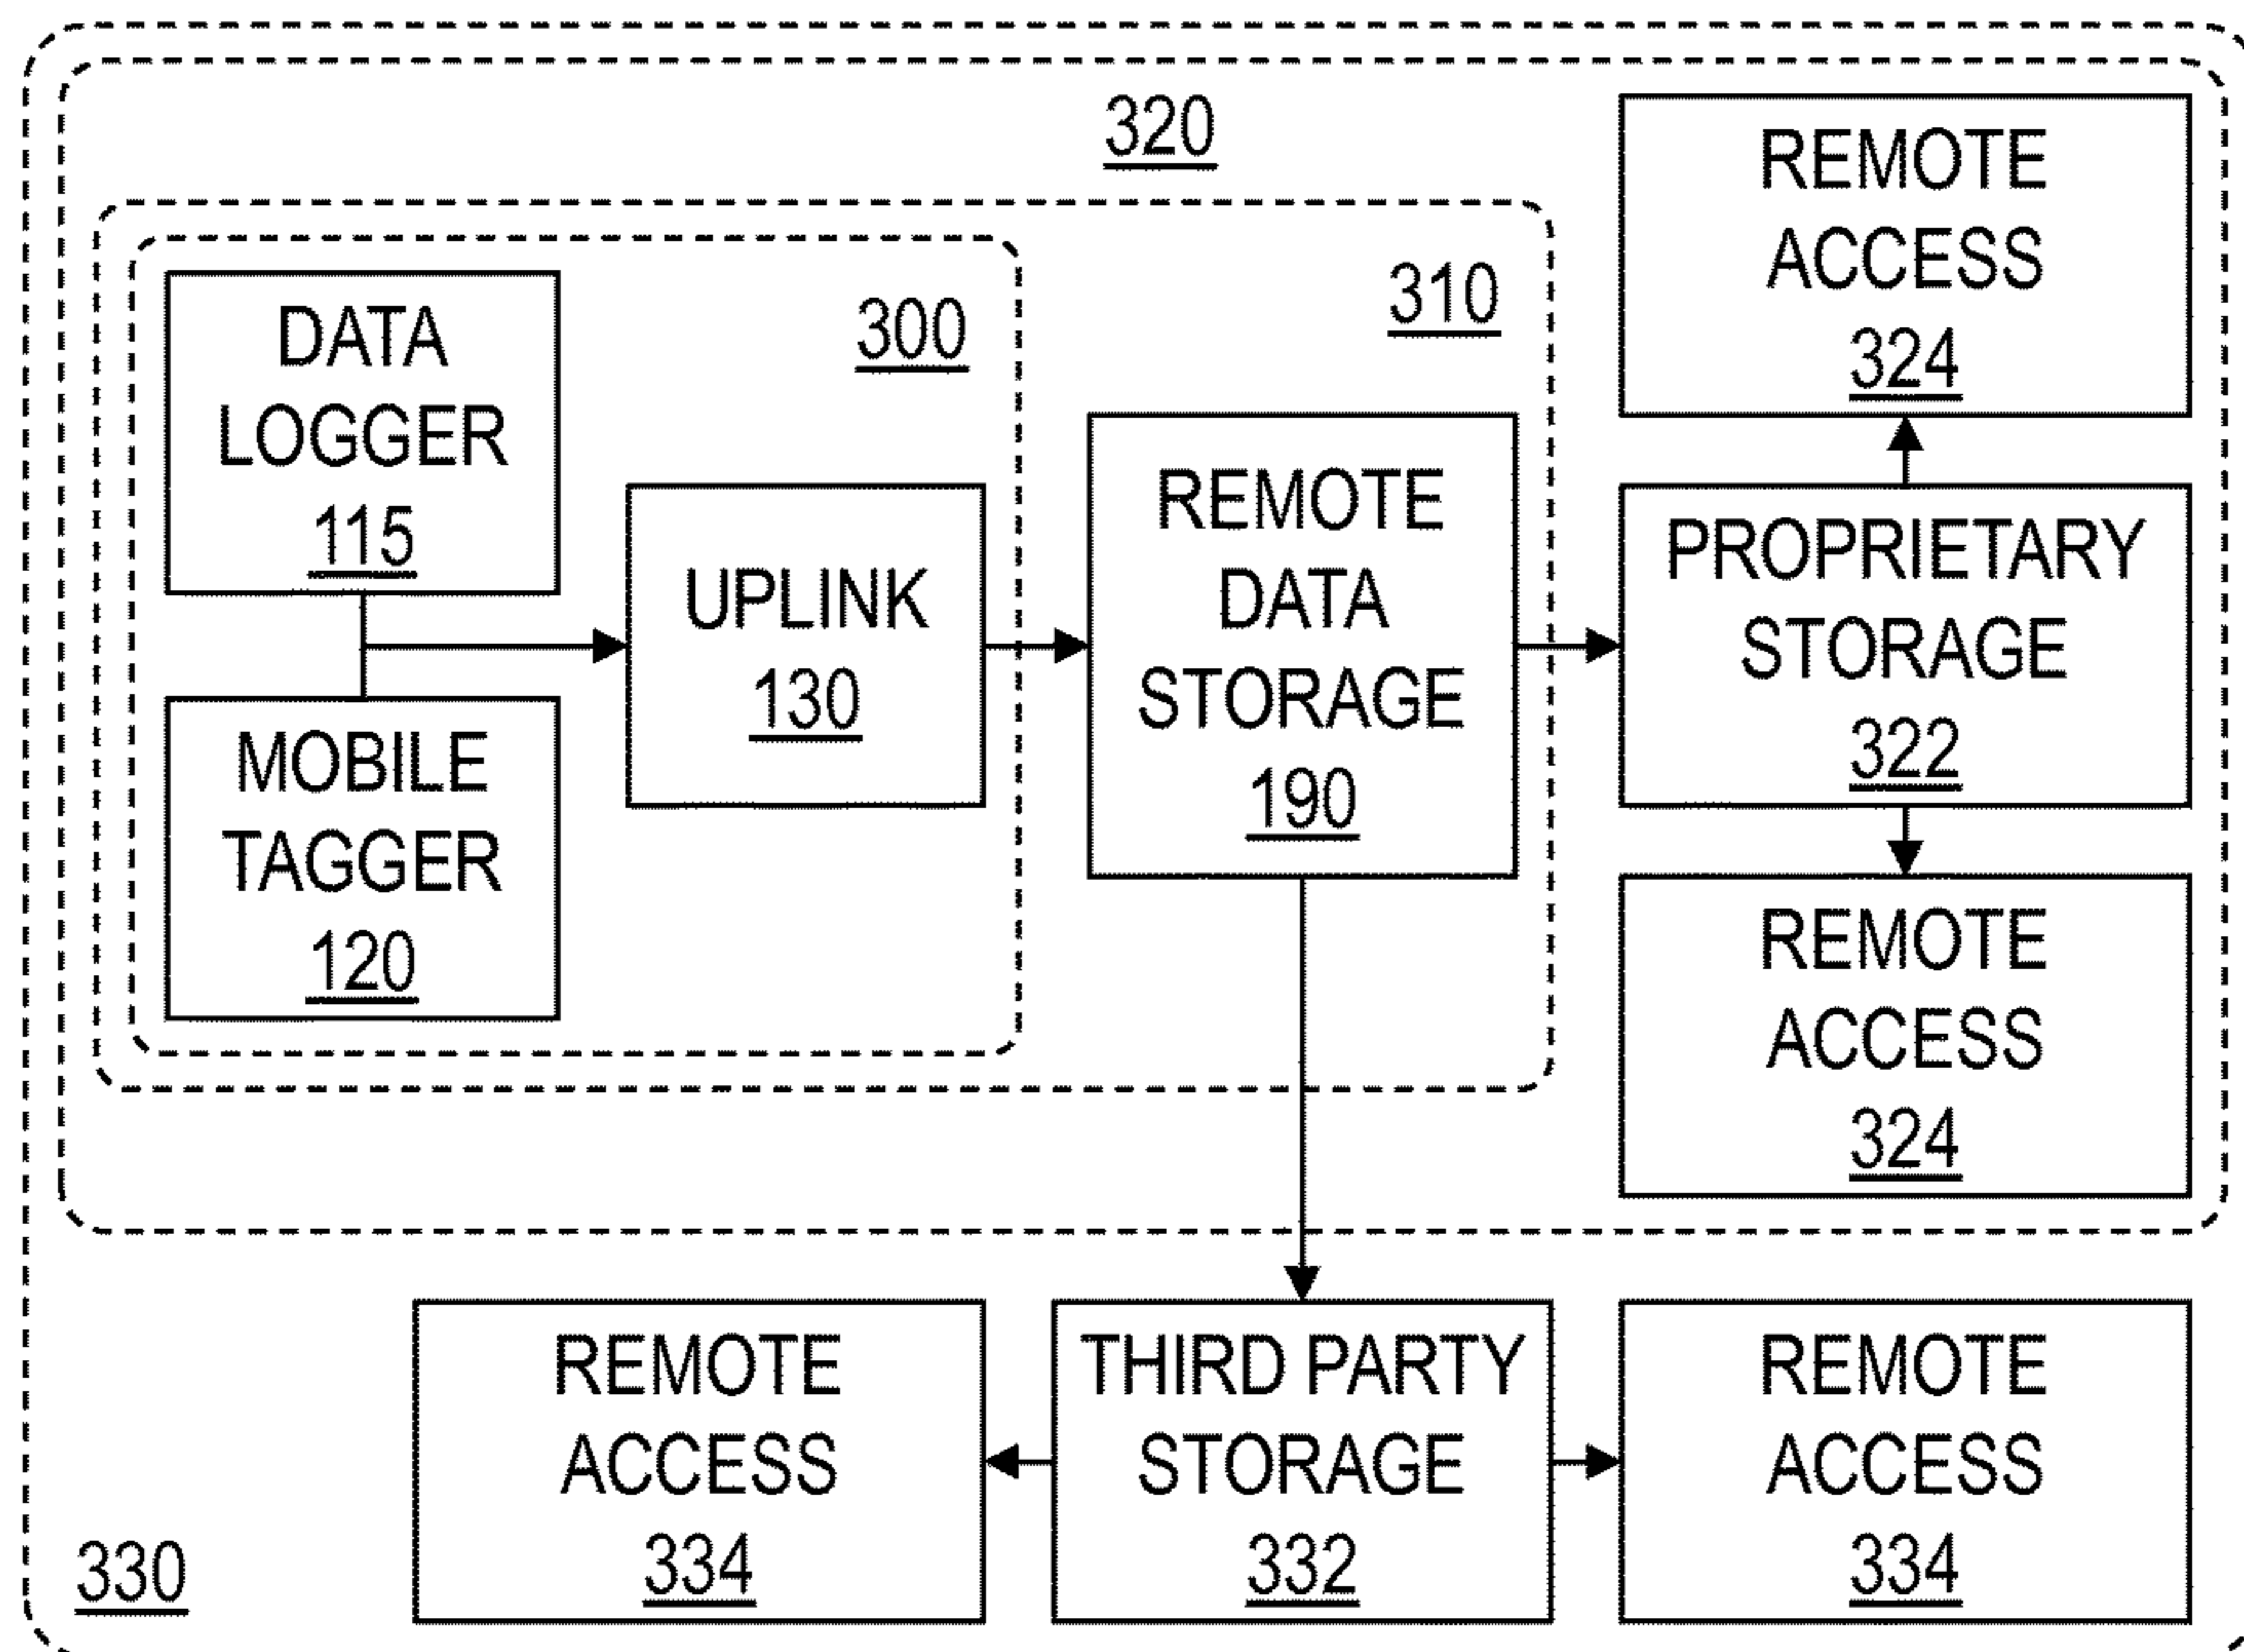 320
REMOTE
ACCESS
324
310
300
DATA
LOGGER
115
MOBILE
TAGGER
120
UPLINK
130
REMOTE
DATA
STORAGE
190
PROPRIETARY
STORAGE
322
REMOTE
ACCESS
324
REMOTE
ACCESS
334
THIRD PARTY
STORAGE
332
REMOTE
ACCESS
334
330